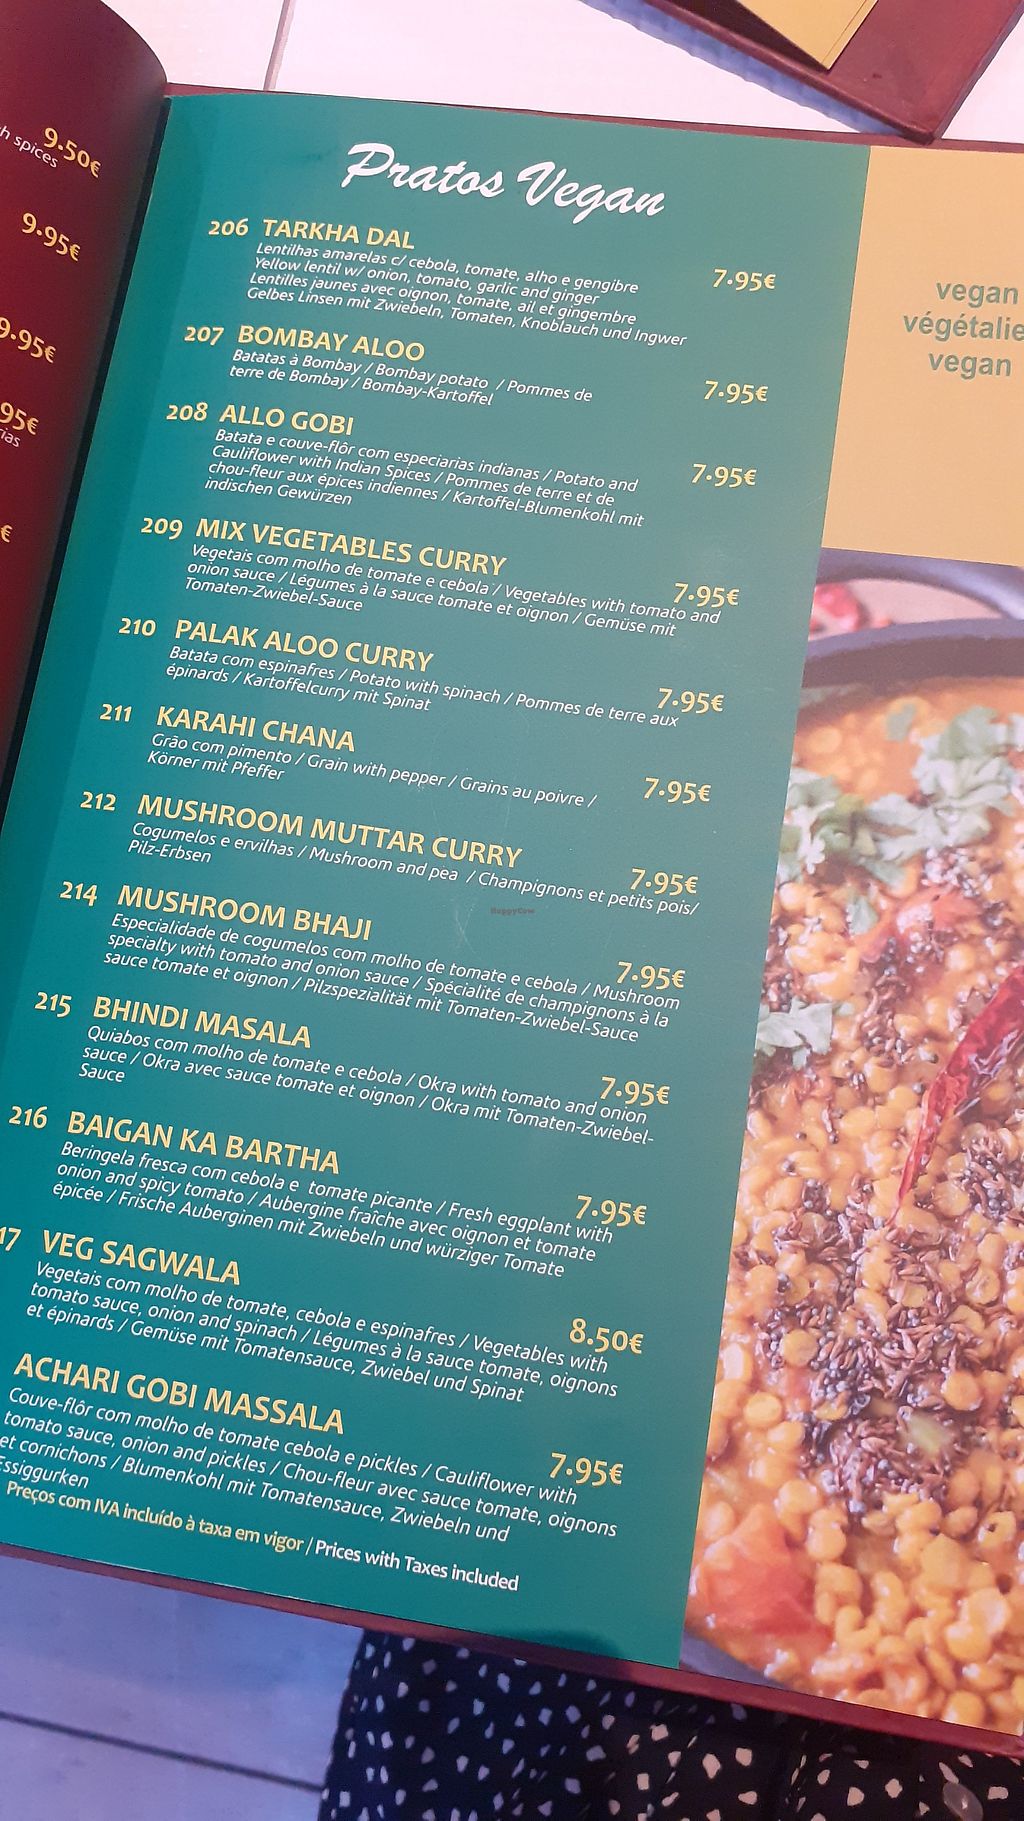 9.50€
h spices
9.95€
9.95€
95€
ias
€
Pratos Vegan
206 TARKHA DAL
Lentilhas amarelas c/ cebola, tomate, alho e gengibre
7.95€
Yellow lentil w/ onion, tomato, garlic and ginger
Lentilles jaunes avec oignon, tomate, ail et gingembre
Gelbes Linsen mit Zwiebeln, Tomaten, Knoblauch und Ingwer
207 BOMBAY ALOO
Batatas à Bombay / Bombay potato / Pommes de
7.95€
terre de Bombay / Bombay-Kartoffel
208 ALLO GOBI
Batata e couve-flôr com especiarias indianas / Potato and
7.95€
Cauliflower with Indian Spices / Pommes de terre et de
chou-fleur aux épices indiennes / Kartoffel-Blumenkohl mit
indischen Gewürzen
209 MIX VEGETABLES CURRY
7.95€
Vegetais com molho de tomate e cebola / Vegetables with tomato and
onion sauce / Légumes à la sauce tomate et oignon / Gemüse mit
Tomaten-Zwiebel-Sauce
210 PALAK ALOO CURRY
7.95€
Batata com espinafres / Potato with spinach / Pommes de terre aux
épinards / Kartoffelcurry mit Spinat
211 KARAHI CHANA
7.95€
Grão com pimento / Grain with pepper / Grains au poivre /
Körner mit Pfeffer
212 MUSHROOM MUTTAR CURRY
7.95€
Cogumelos e ervilhas / Mushroom and pea / Champignons et petits pois/
Pilz-Erbsen
214 MUSHROOM BHAJI
7.95€
Especialidade de cogumelos com molho de tomate e cebola / Mushroom
specialty with tomato and onion sauce / Spécialité de champignons à la
sauce tomate et oignon / Pilzspezialität mit Tomaten-Zwiebel-Sauce
215 BHINDI MASALA
7.95€
Quiabos com molho de tomate e cebola / Okra with tomato and onion
sauce / Okra avec sauce tomate et oignon / Okra mit Tomaten-Zwiebel-
Sauce
216 BAIGAN KA BARTHA
7.95€
Beringela fresca com cebola e tomate picante / Fresh eggplant with
onion and spicy tomato / Aubergine fraîche avec oignon et tomate
épicée / Frische Auberginen mit Zwiebeln und würziger Tomate
17 VEG SAGWALA
8.50€
Vegetais com molho de tomate, cebola e espinafres / Vegetables with
tomato sauce, onion and spinach / Légumes à la sauce tomate, oignons
et épinards / Gemüse mit Tomatensauce, Zwiebel und Spinat
ACHARI GOBI MASSALA
7.95€
Couve-flôr com molho de tomate cebola e pickles / Cauliflower with
tomato sauce, onion and pickles / Chou-fleur avec sauce tomate, oignons
et cornichons / Blumenkohl mit Tomatensauce, Zwiebeln und
Essiggurken
Preços com IVA incluído à taxa em vigor / Prices with Taxes included
vegan
végétalie
vegan
HappyCow